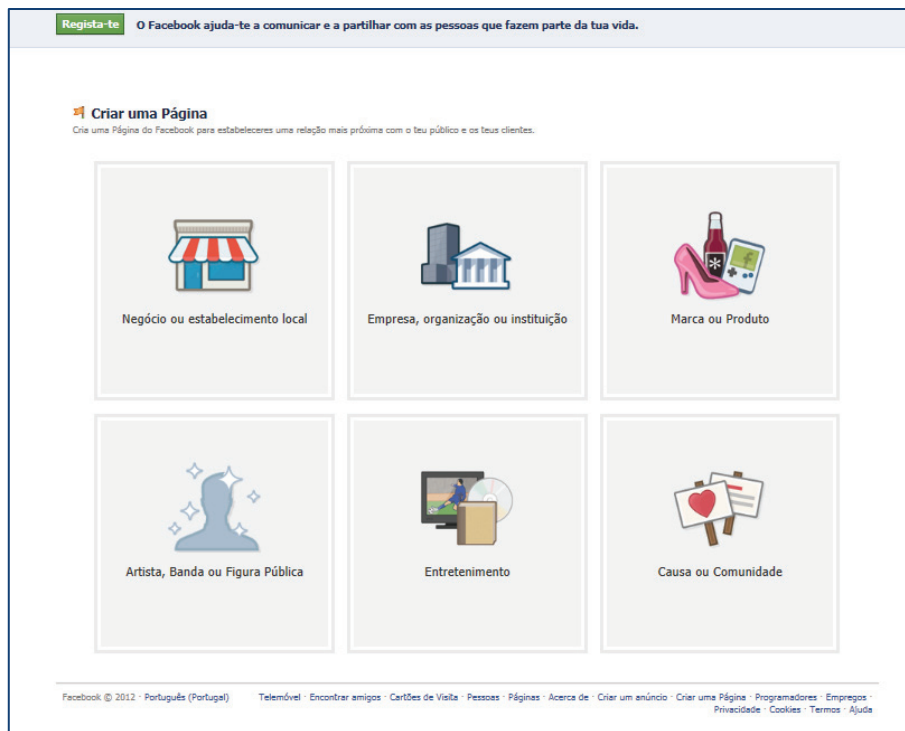 Regista-te O Facebook ajuda-te a comunicar e a partilhar com as pessoas que fazem parte da tua vida.
Criar uma Página
Cria uma Página do Facebook para estabeleceres uma relação mais próxima com o teu público e os teus clientes.
Negócio ou estabelecimento local
Empresa, organização ou instituição
Marca ou Produto
Artista, Banda ou Figura Pública
Entretenimento
Causa ou Comunidade
Facebook © 2012 · Português (Portugal) Telemóvel · Encontrar amigos · Cartões de Visita · Pessoas · Páginas · Acerca de · Criar um anúncio · Criar uma Página · Programadores · Empregos ·
Privacidade · Cookies · Termos · Ajuda